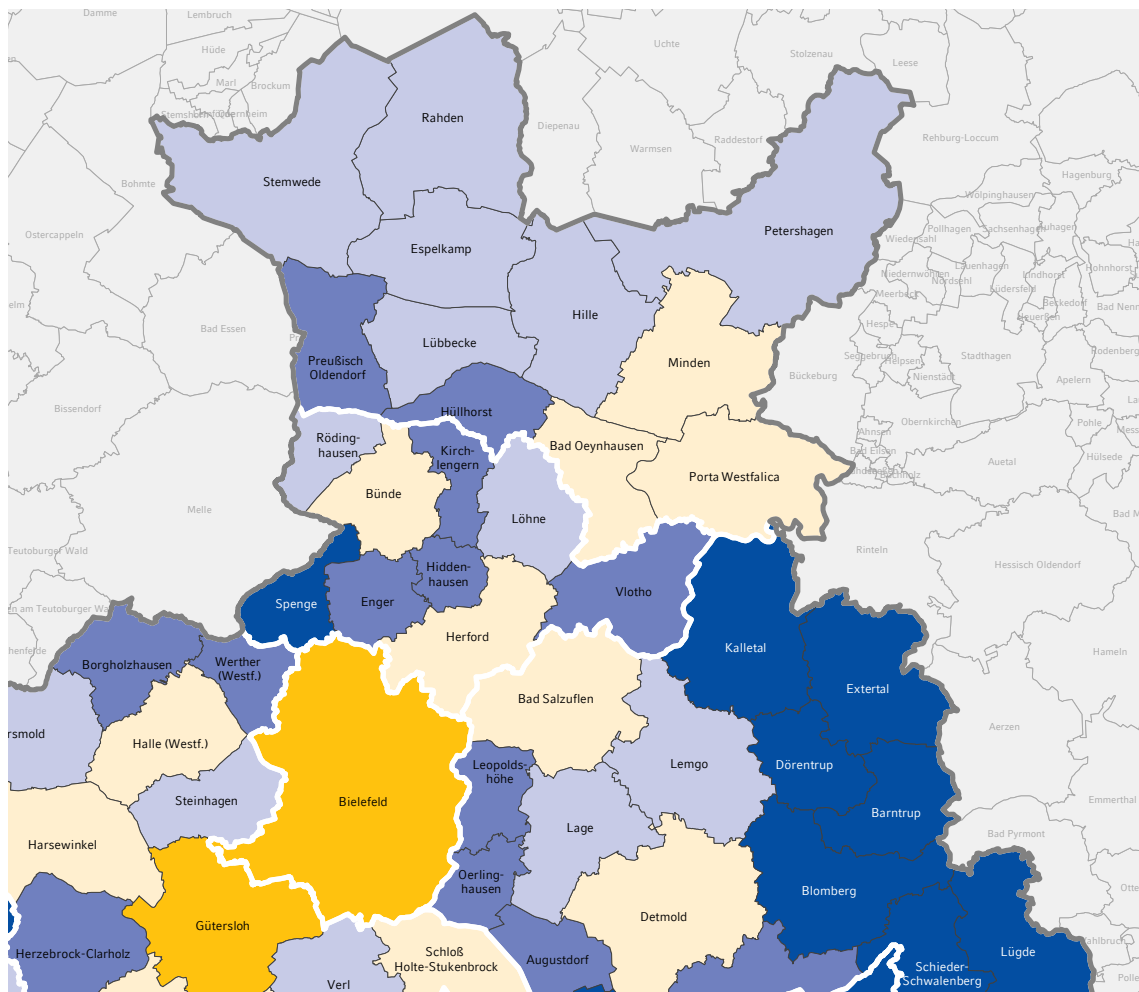 Damme
Lembruch
Hüde
Marl
Brockum
Uchte
Stolzenau
Leese
Rahden
Diepenau
Warmsen
Raddestorf
Rehburg-Loccum
Hagenburg
Bohmte
Stemwede
Wölpinghausen
Ostercappeln
Petershagen
Pollhagen
Sachsenhagen
Wiedensahl
Espelkamp
Lauenhagen
Niedernwöhren
Nordsehl
Lindhorst
Lüdersfeld
Meerbeck
Beckedorf
Hohnhorst
Bad Nenn
Heuerßen
Hille
Bad Essen
Hespe
Lübbecke
Stadthagen
Rodenberg
Seggebruch
Helpsen
Preußisch
Oldendorf
Minden
Bückeburg
Nienstädt
Apelern
Bissendorf
Hüllhorst
Obernkirchen
Pohle
Ahnsen
Röding-
hausen
Kirch-
lengern
Bad Oeynhausen
Bad Eilsen
Buchholz
Auetal
Hülsede
Porta Westfalica
Bünde
Melle
Löhne
Teutoburger Wald
Rinteln
Hessisch Oldendorf
Hidden-
hausen
Vlotho
Spenge
Enger
Herford
Kalletal
Hameln
Borgholzhausen
Werther
(Westf.)
Extertal
Bad Salzuflen
Aerzen
rsmold
Halle (Westf.)
Leopolds-
höhe
Lemgo
Dörentrup
Steinhagen
Bielefeld
Emmerthal
Barntrup
Lage
Bad Pyrmont
Harsewinkel
Oerling-
hausen
Blomberg
Detmold
Gütersloh
Herzebrock-Clarholz
Schloß
Holte-Stukenbrock
Augustdorf
Lügde
Schieder-
Schwalenberg
Verl